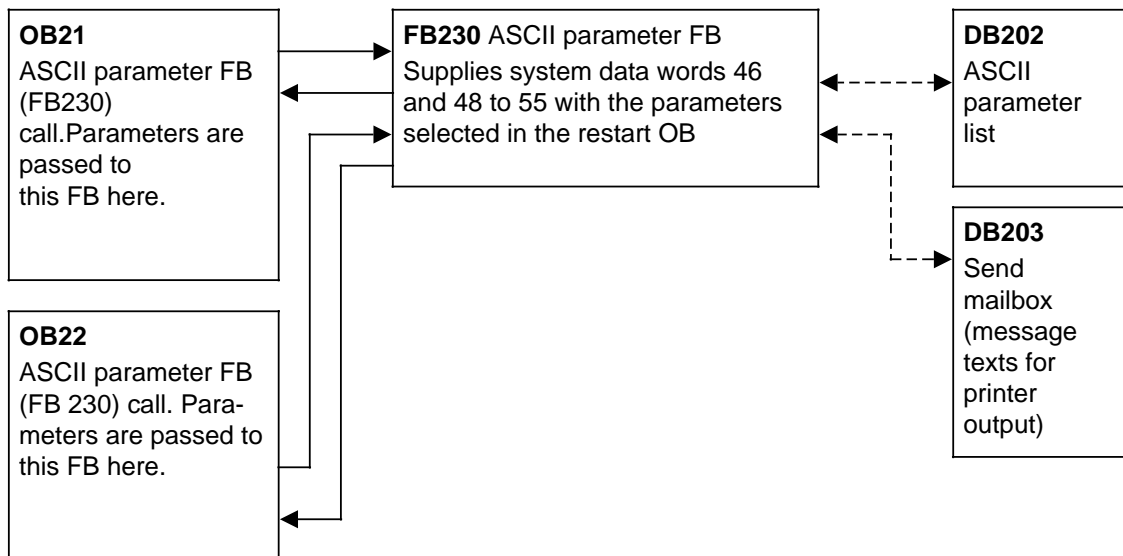 OB21
ASCII parameter FB
(FB230)
call.Parameters are
passed to
this FB here.
FB230 ASCII parameter FB
Supplies system data words 46
and 48 to 55 with the parameters
selected in the restart OB
DB202
ASCII
parameter
list
DB203
Send
mailbox
(message
texts for
printer
output)
OB22
ASCII parameter FB
(FB 230) call. Para-
meters are passed to
this FB here.